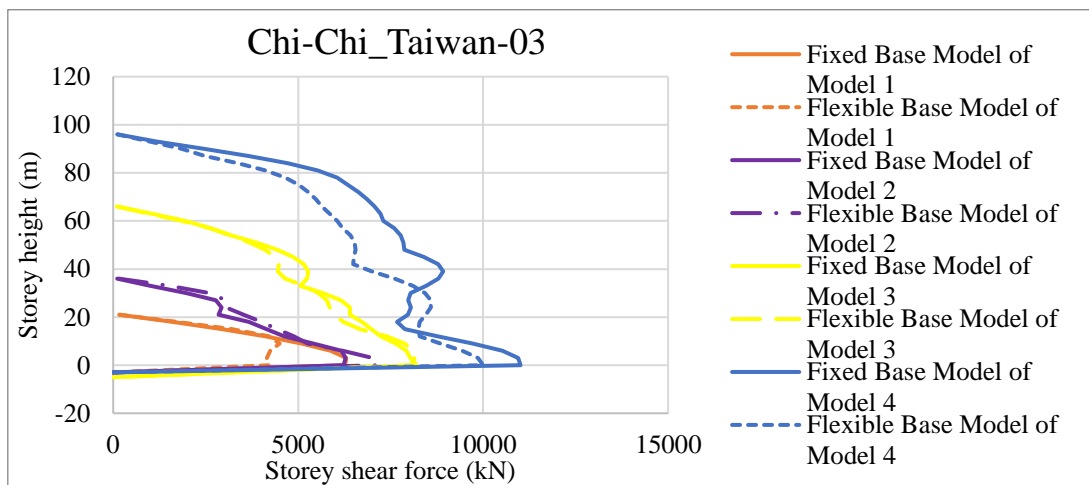 Chi-Chi_Taiwan-03
120
100
80
60
40
20
0
-20
Storey height (m)
0
5000
10000
15000
Storey shear force (kN)
Fixed Base Model of
Model 1
Flexible Base Model of
Model 1
Fixed Base Model of
Model 2
Flexible Base Model of
Model 2
Fixed Base Model of
Model 3
Flexible Base Model of
Model 3
Fixed Base Model of
Model 4
Flexible Base Model of
Model 4